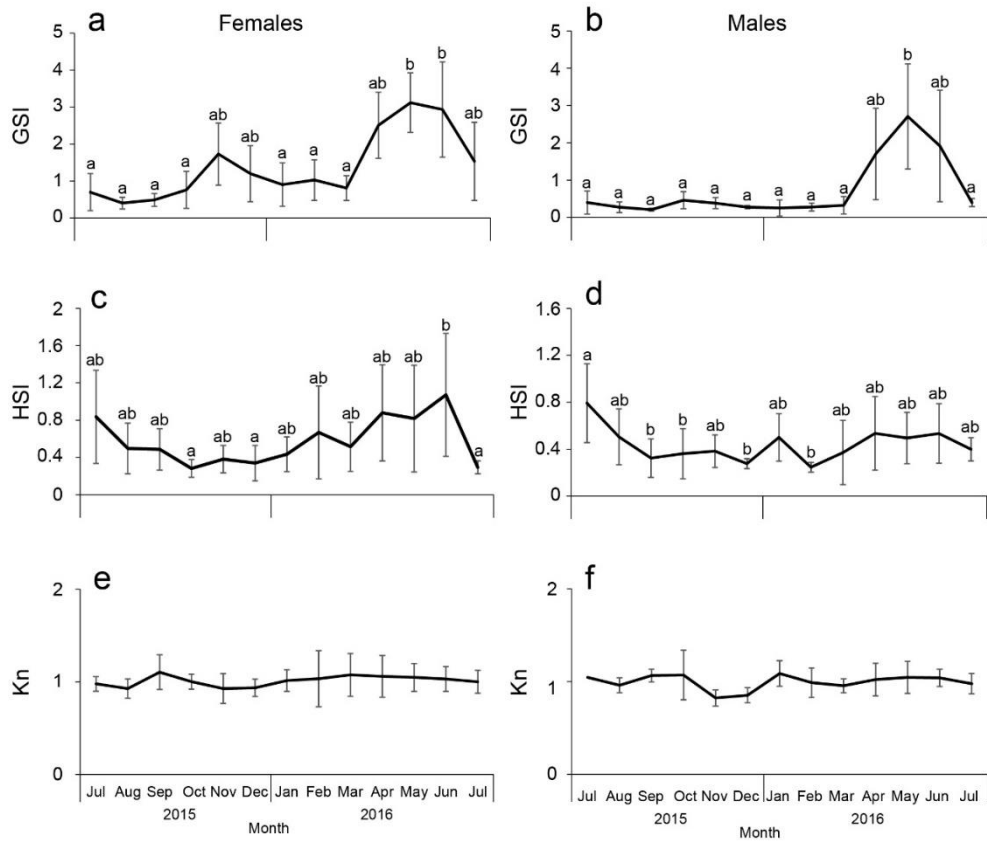 a
Females
GSI
5
4
3
2
1
0
a a a a ab ab a a a ab b b ab
b
Males
GSI
5
4
3
2
1
0
a a a a a a a a a ab b ab a
c
HSI
2
1.6
1.2
0.8
0.4
0
ab ab ab a ab a ab ab ab ab ab b a
d
HSI
1.6
1.2
0.8
0.4
0
a ab b b ab b ab b ab ab ab ab ab
e
Kn
2
1
0
Jul Aug Sep Oct Nov Dec Jan Feb Mar Apr May Jun Jul
2015 2016
Month
f
Kn
2
1
0
Jul Aug Sep Oct Nov Dec Jan Feb Mar Apr May Jun Jul
2015 2016
Month